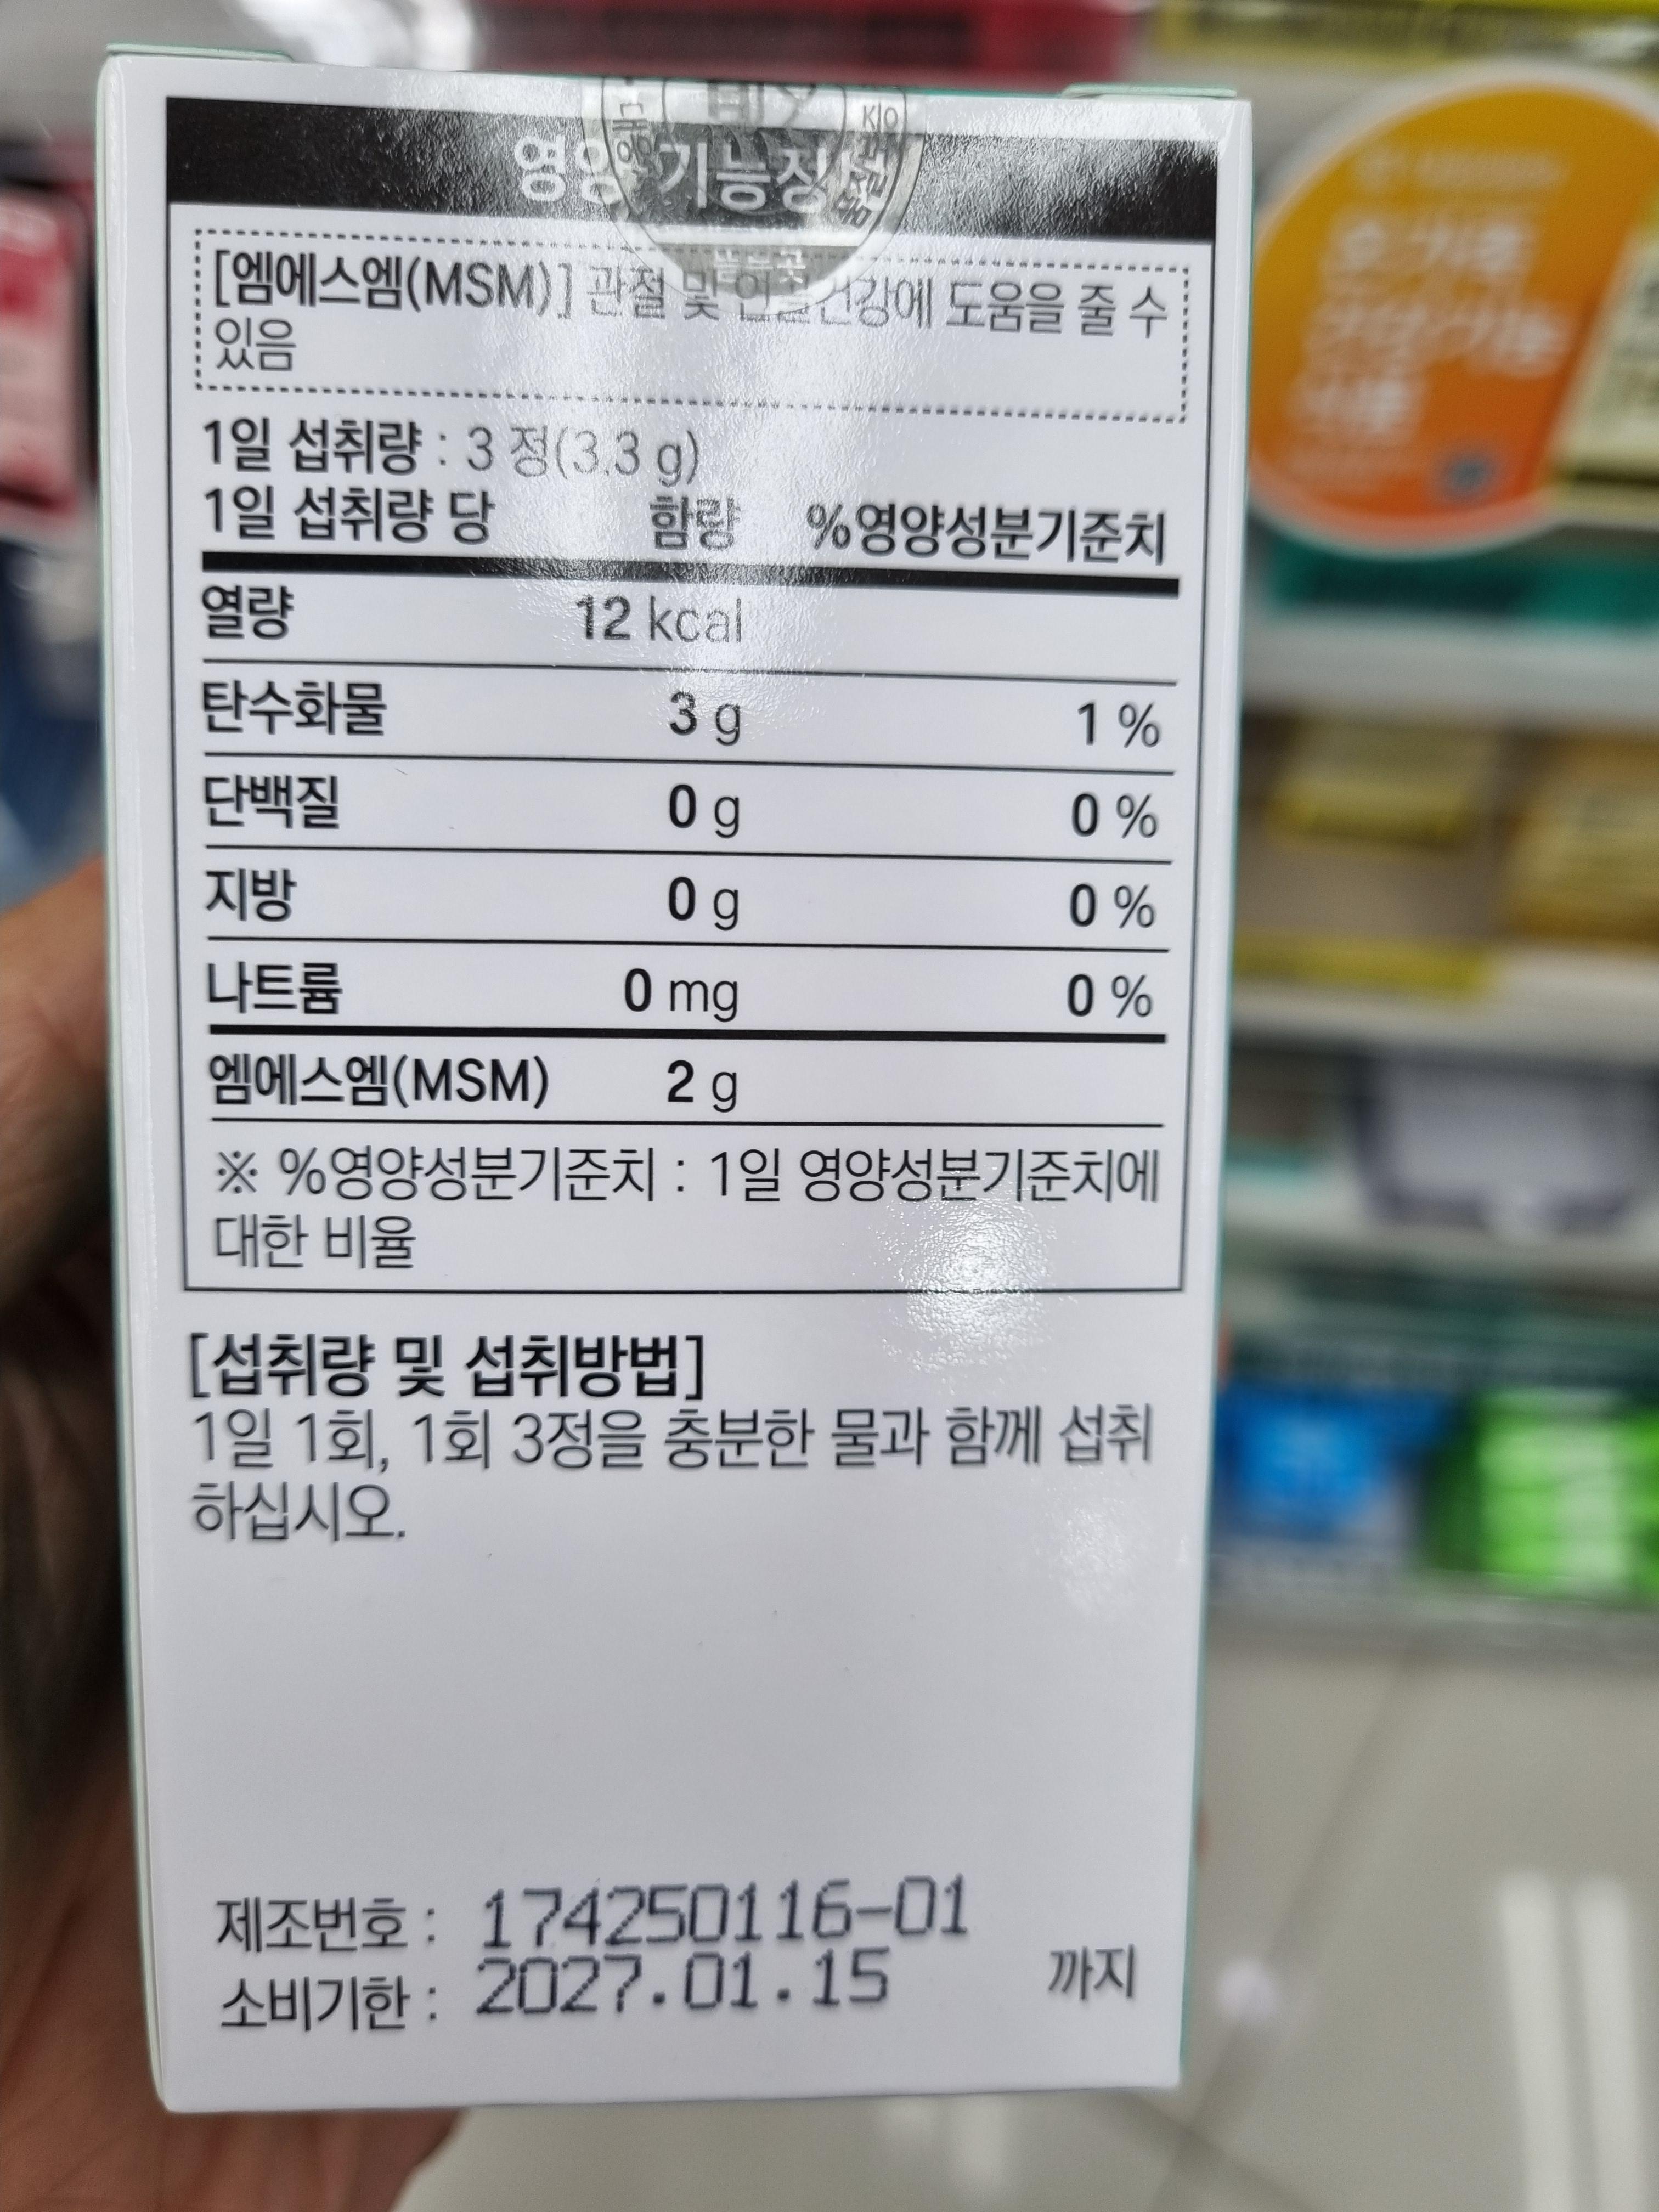 영양·기능정보
[엠에스엠(MSM)] 관절 및 연골건강에 도움을 줄 수
있음
1일 섭취량 : 3 정(3.3 g)
1일 섭취량 당 함량 %영양성분기준치
열량 12 kcal
탄수화물 3 g 1 %
단백질 0 g 0 %
지방 0 g 0 %
나트륨 0 mg 0 %
엠에스엠(MSM) 2 g
※ %영양성분기준치 : 1일 영양성분기준치에
대한 비율
[섭취량 및 섭취방법]
1일 1회, 1회 3정을 충분한 물과 함께 섭취
하십시오.
제조번호 : 174250116-01
소비기한 : 2027.01.15 까지